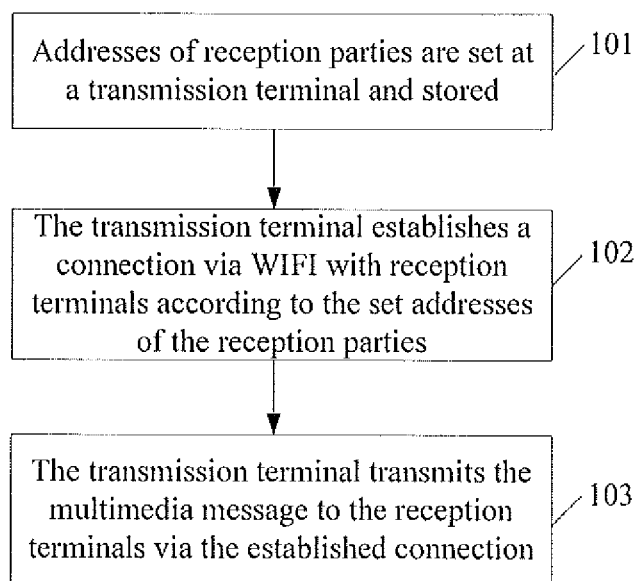 Addresses of reception parties are set at
a transmission terminal and stored
101
The transmission terminal establishes a
connection via WIFI with reception
terminals according to the set addresses
of the reception parties
102
The transmission terminal transmits the
multimedia message to the reception
terminals via the established connection
103